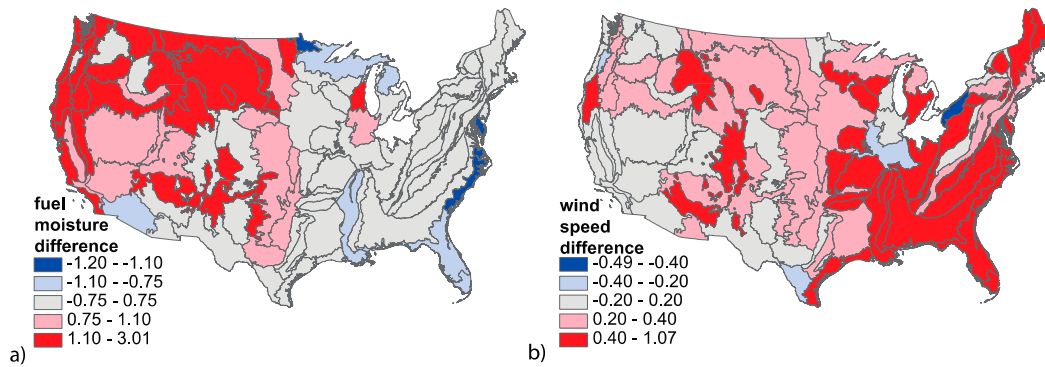 fuel
moisture
difference
-1.20 - -1.10
-1.10 - -0.75
-0.75 - 0.75
0.75 - 1.10
1.10 - 3.01
a)
wind
speed
difference
-0.49 - -0.40
-0.40 - -0.20
-0.20 - 0.20
0.20 - 0.40
0.40 - 1.07
b)